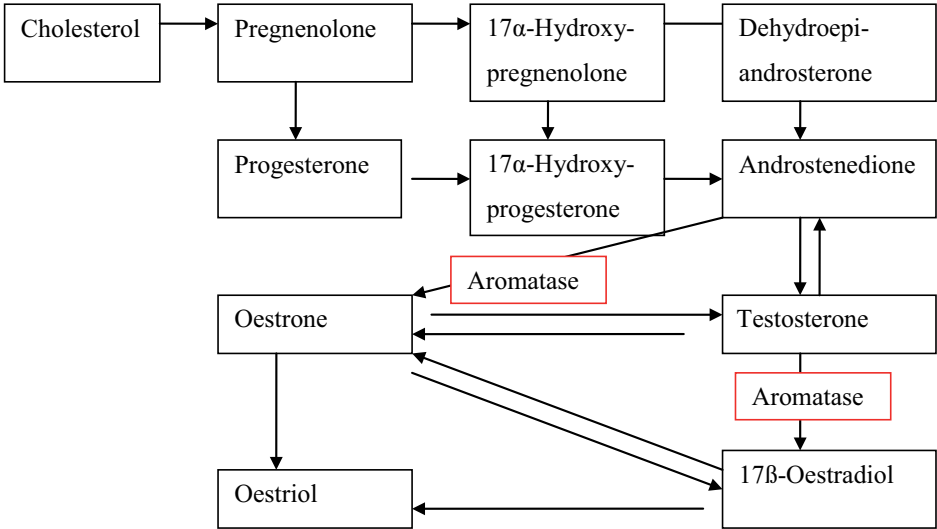 Cholesterol
Pregnenolone
17α-Hydroxy-
pregnenolone
Dehydroepi-
androsterone
Progesterone
17α-Hydroxy-
progesterone
Androstenedione
Aromatase
Oestrone
Testosterone
Aromatase
Oestriol
17ß-Oestradiol